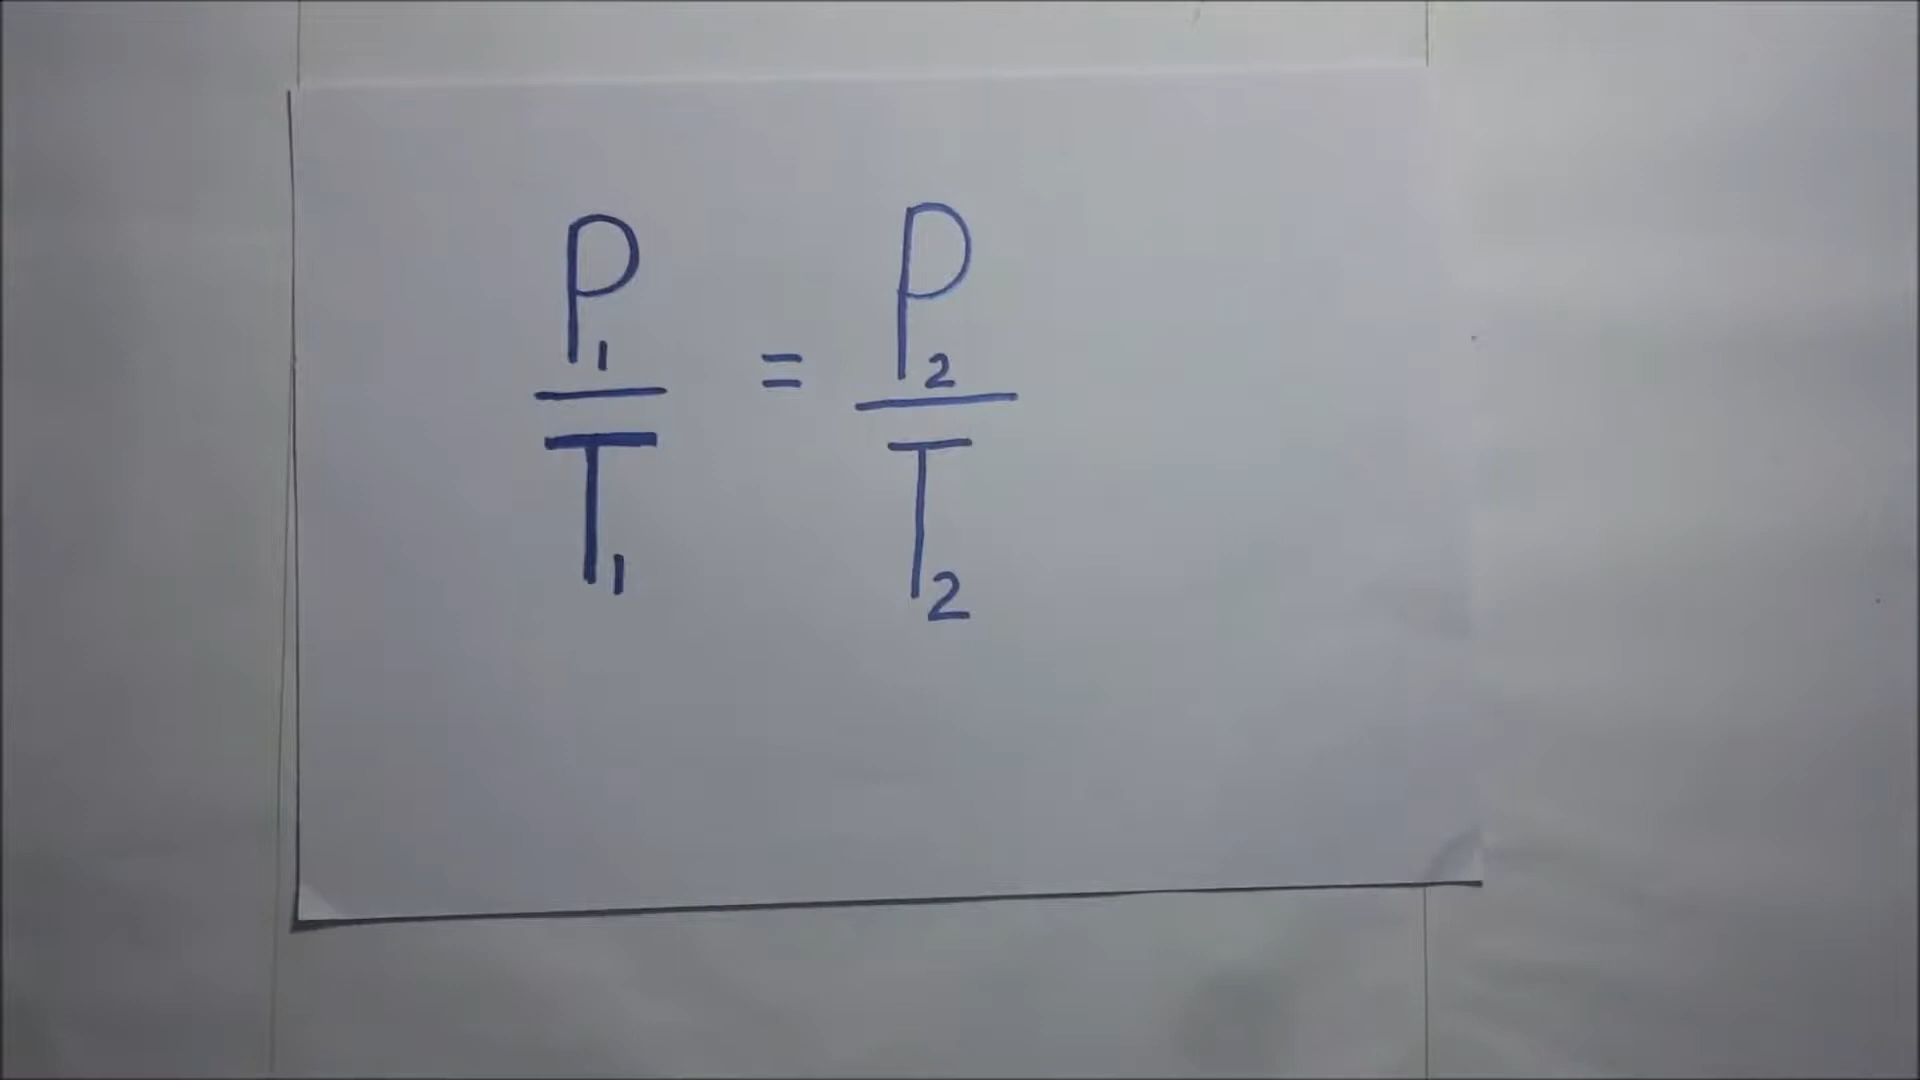 P₁/T₁ = P₂/T₂